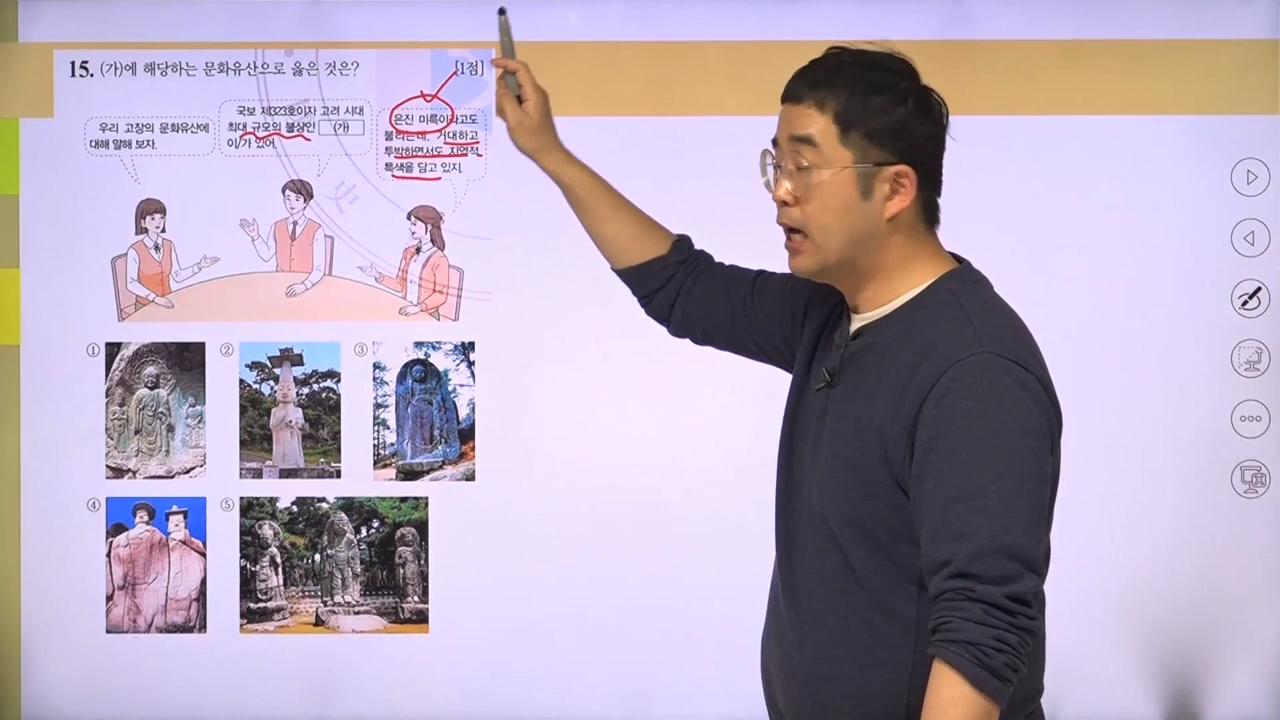 15. (가)에 해당하는 문화유산으로 옳은 것은? [1점]
우리 고장의 문화유산에
대해 말해 보자.
국보 제323호이자 고려 시대
최대 규모의 불상인 (가)
이/가 있어.
은진 미륵이라고도
불리는데, 거대하고
투박하면서도 지역적
특색을 담고 있지.
①
②
③
④
⑤